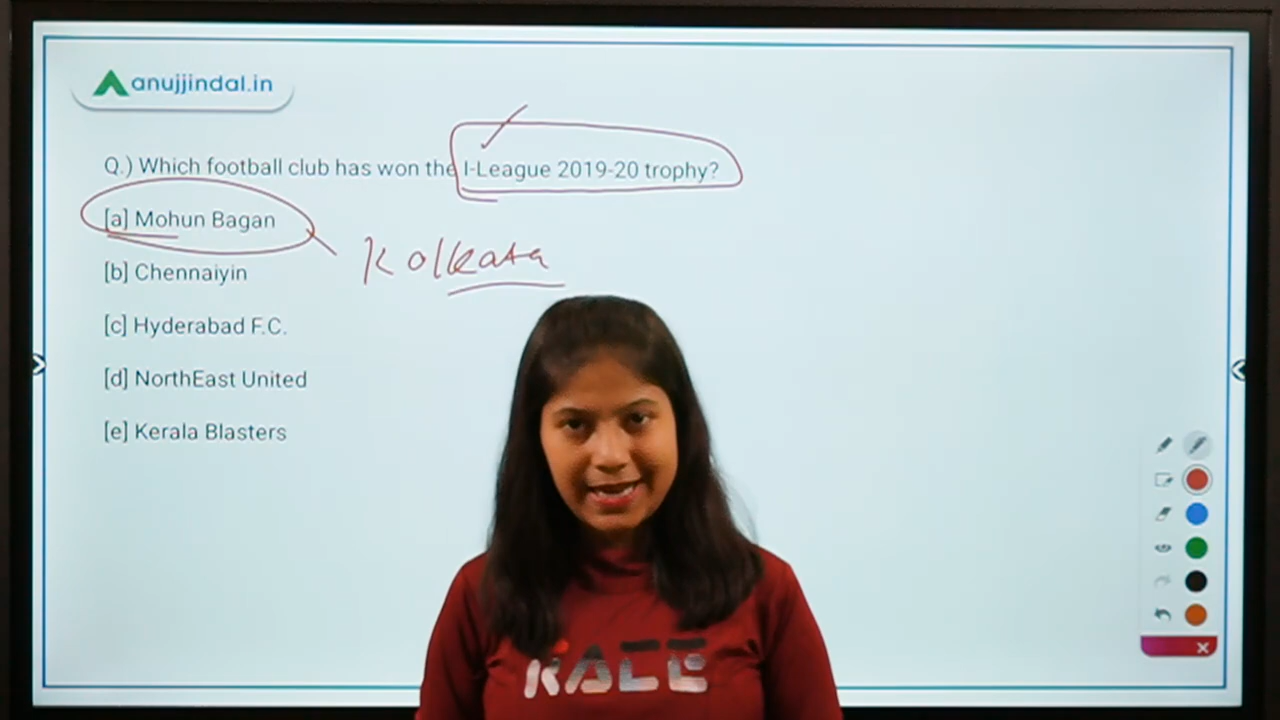 anujjindal.in
Q.) Which football club has won the I-League 2019-20 trophy?
[a] Mohun Bagan
Kolkata
[b] Chennaiyin
[c] Hyderabad F.C.
[d] NorthEast United
[e] Kerala Blasters